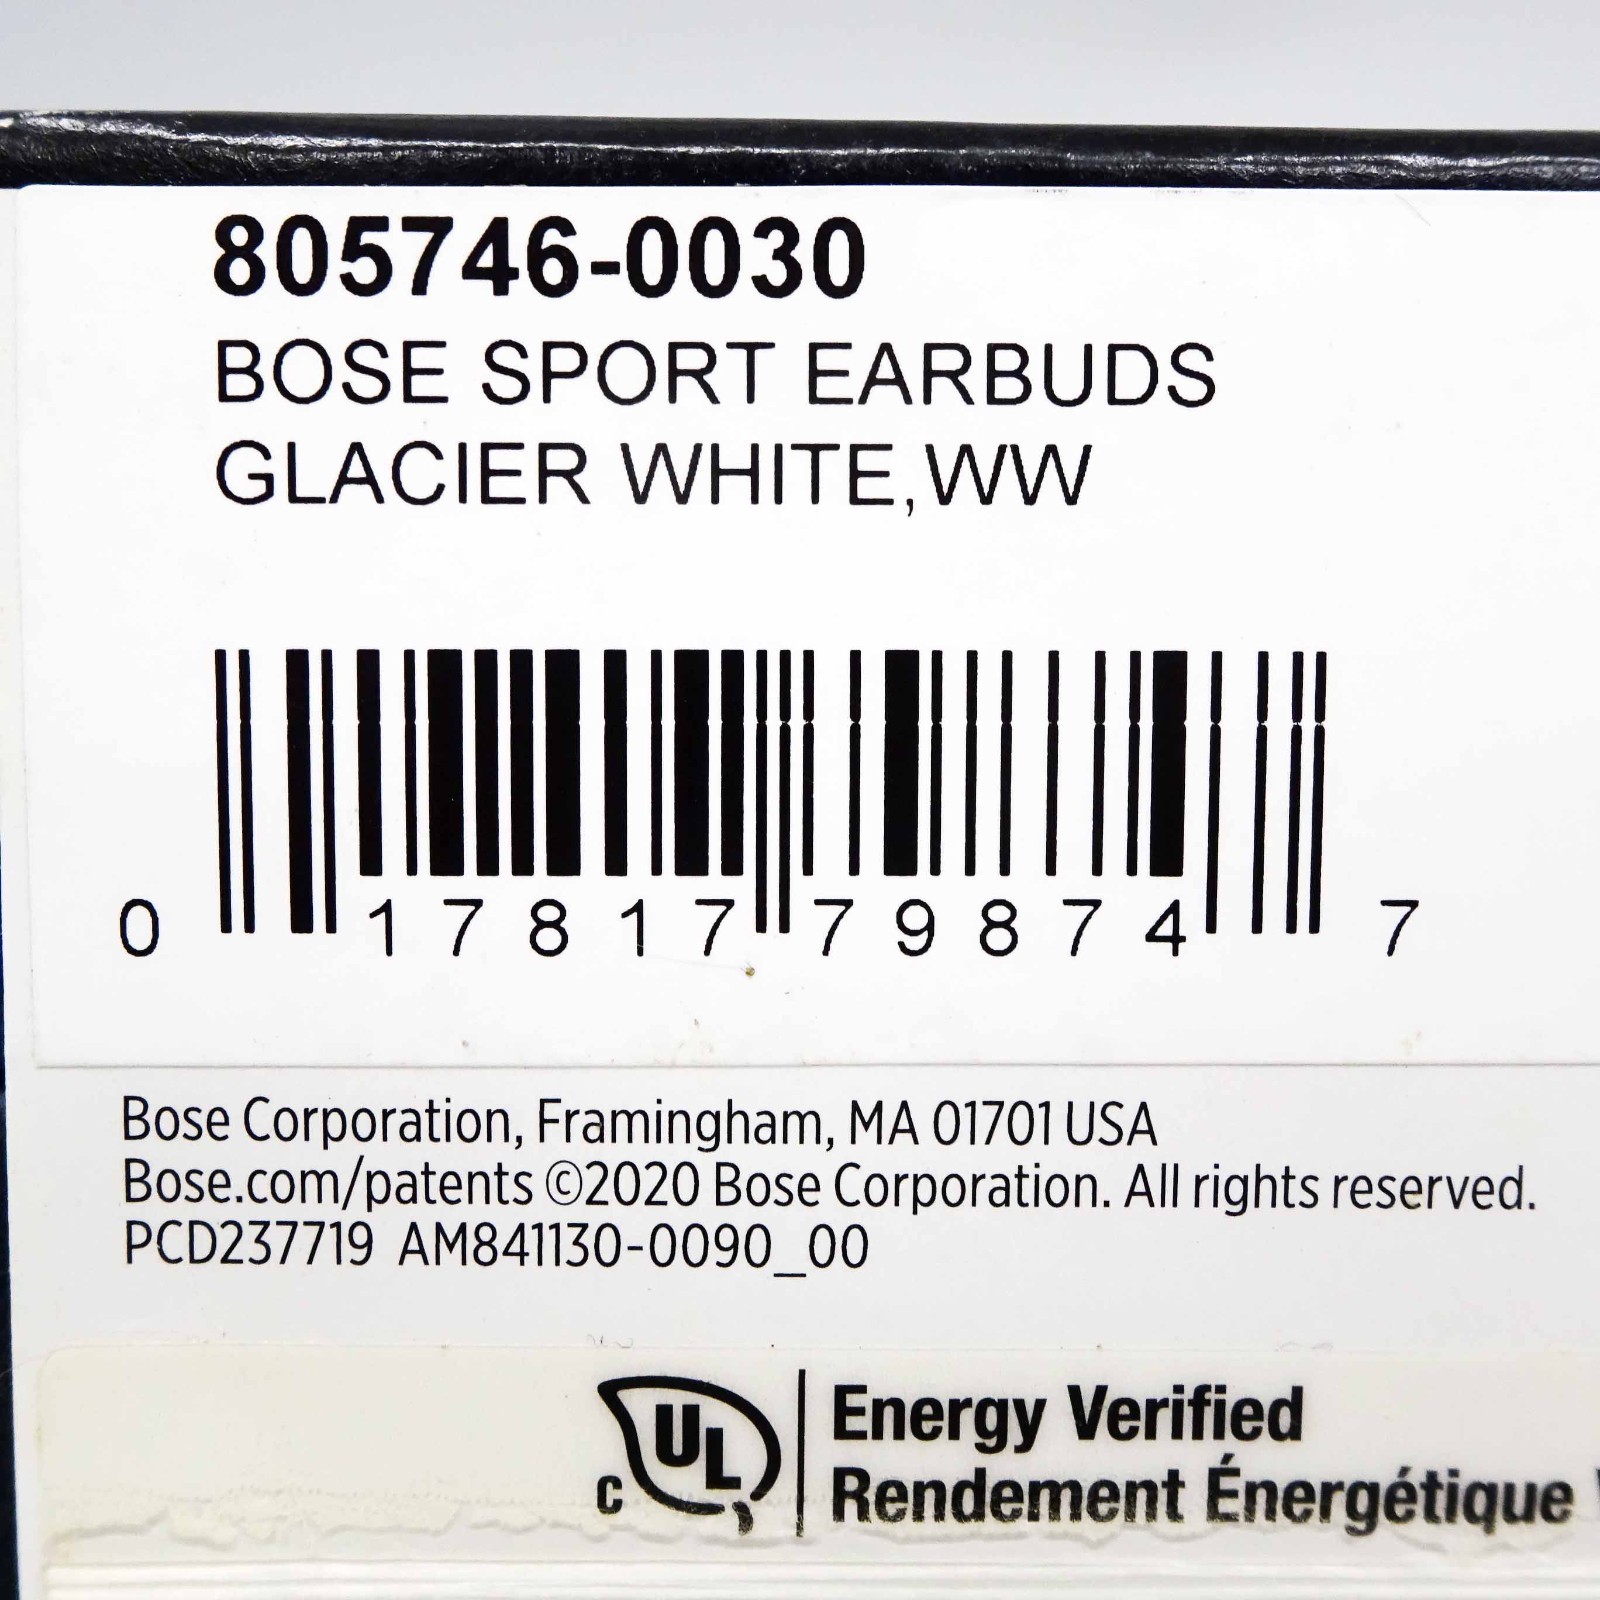 805746-0030
BOSE SPORT EARBUDS
GLACIER WHITE,WW
0 17817 79874 7
Bose Corporation, Framingham, MA 01701 USA
Bose.com/patents ©2020 Bose Corporation. All rights reserved.
PCD237719 AM841130-0090_00
c UL
Energy Verified
Rendement Énergétique